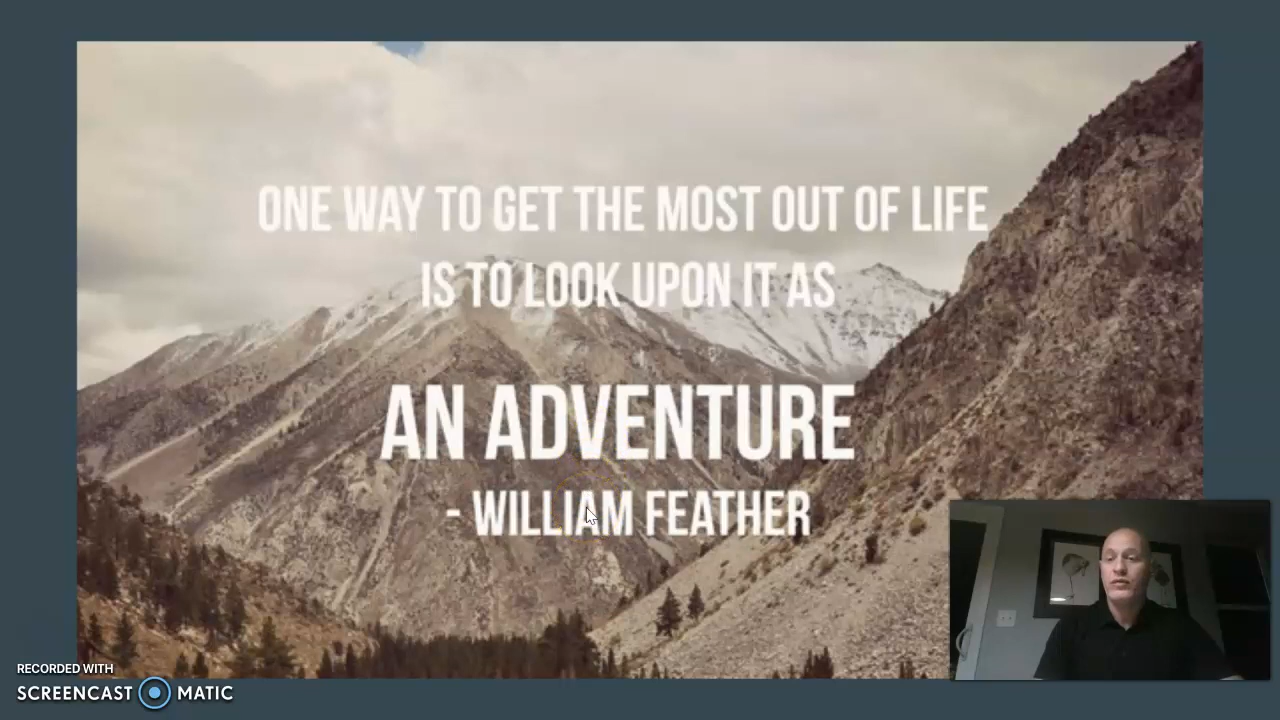 ONE WAY TO GET THE MOST OUT OF LIFE
IS TO LOOK UPON IT AS
AN ADVENTURE
- WILLIAM FEATHER
RECORDED WITH
SCREENCAST MATIC